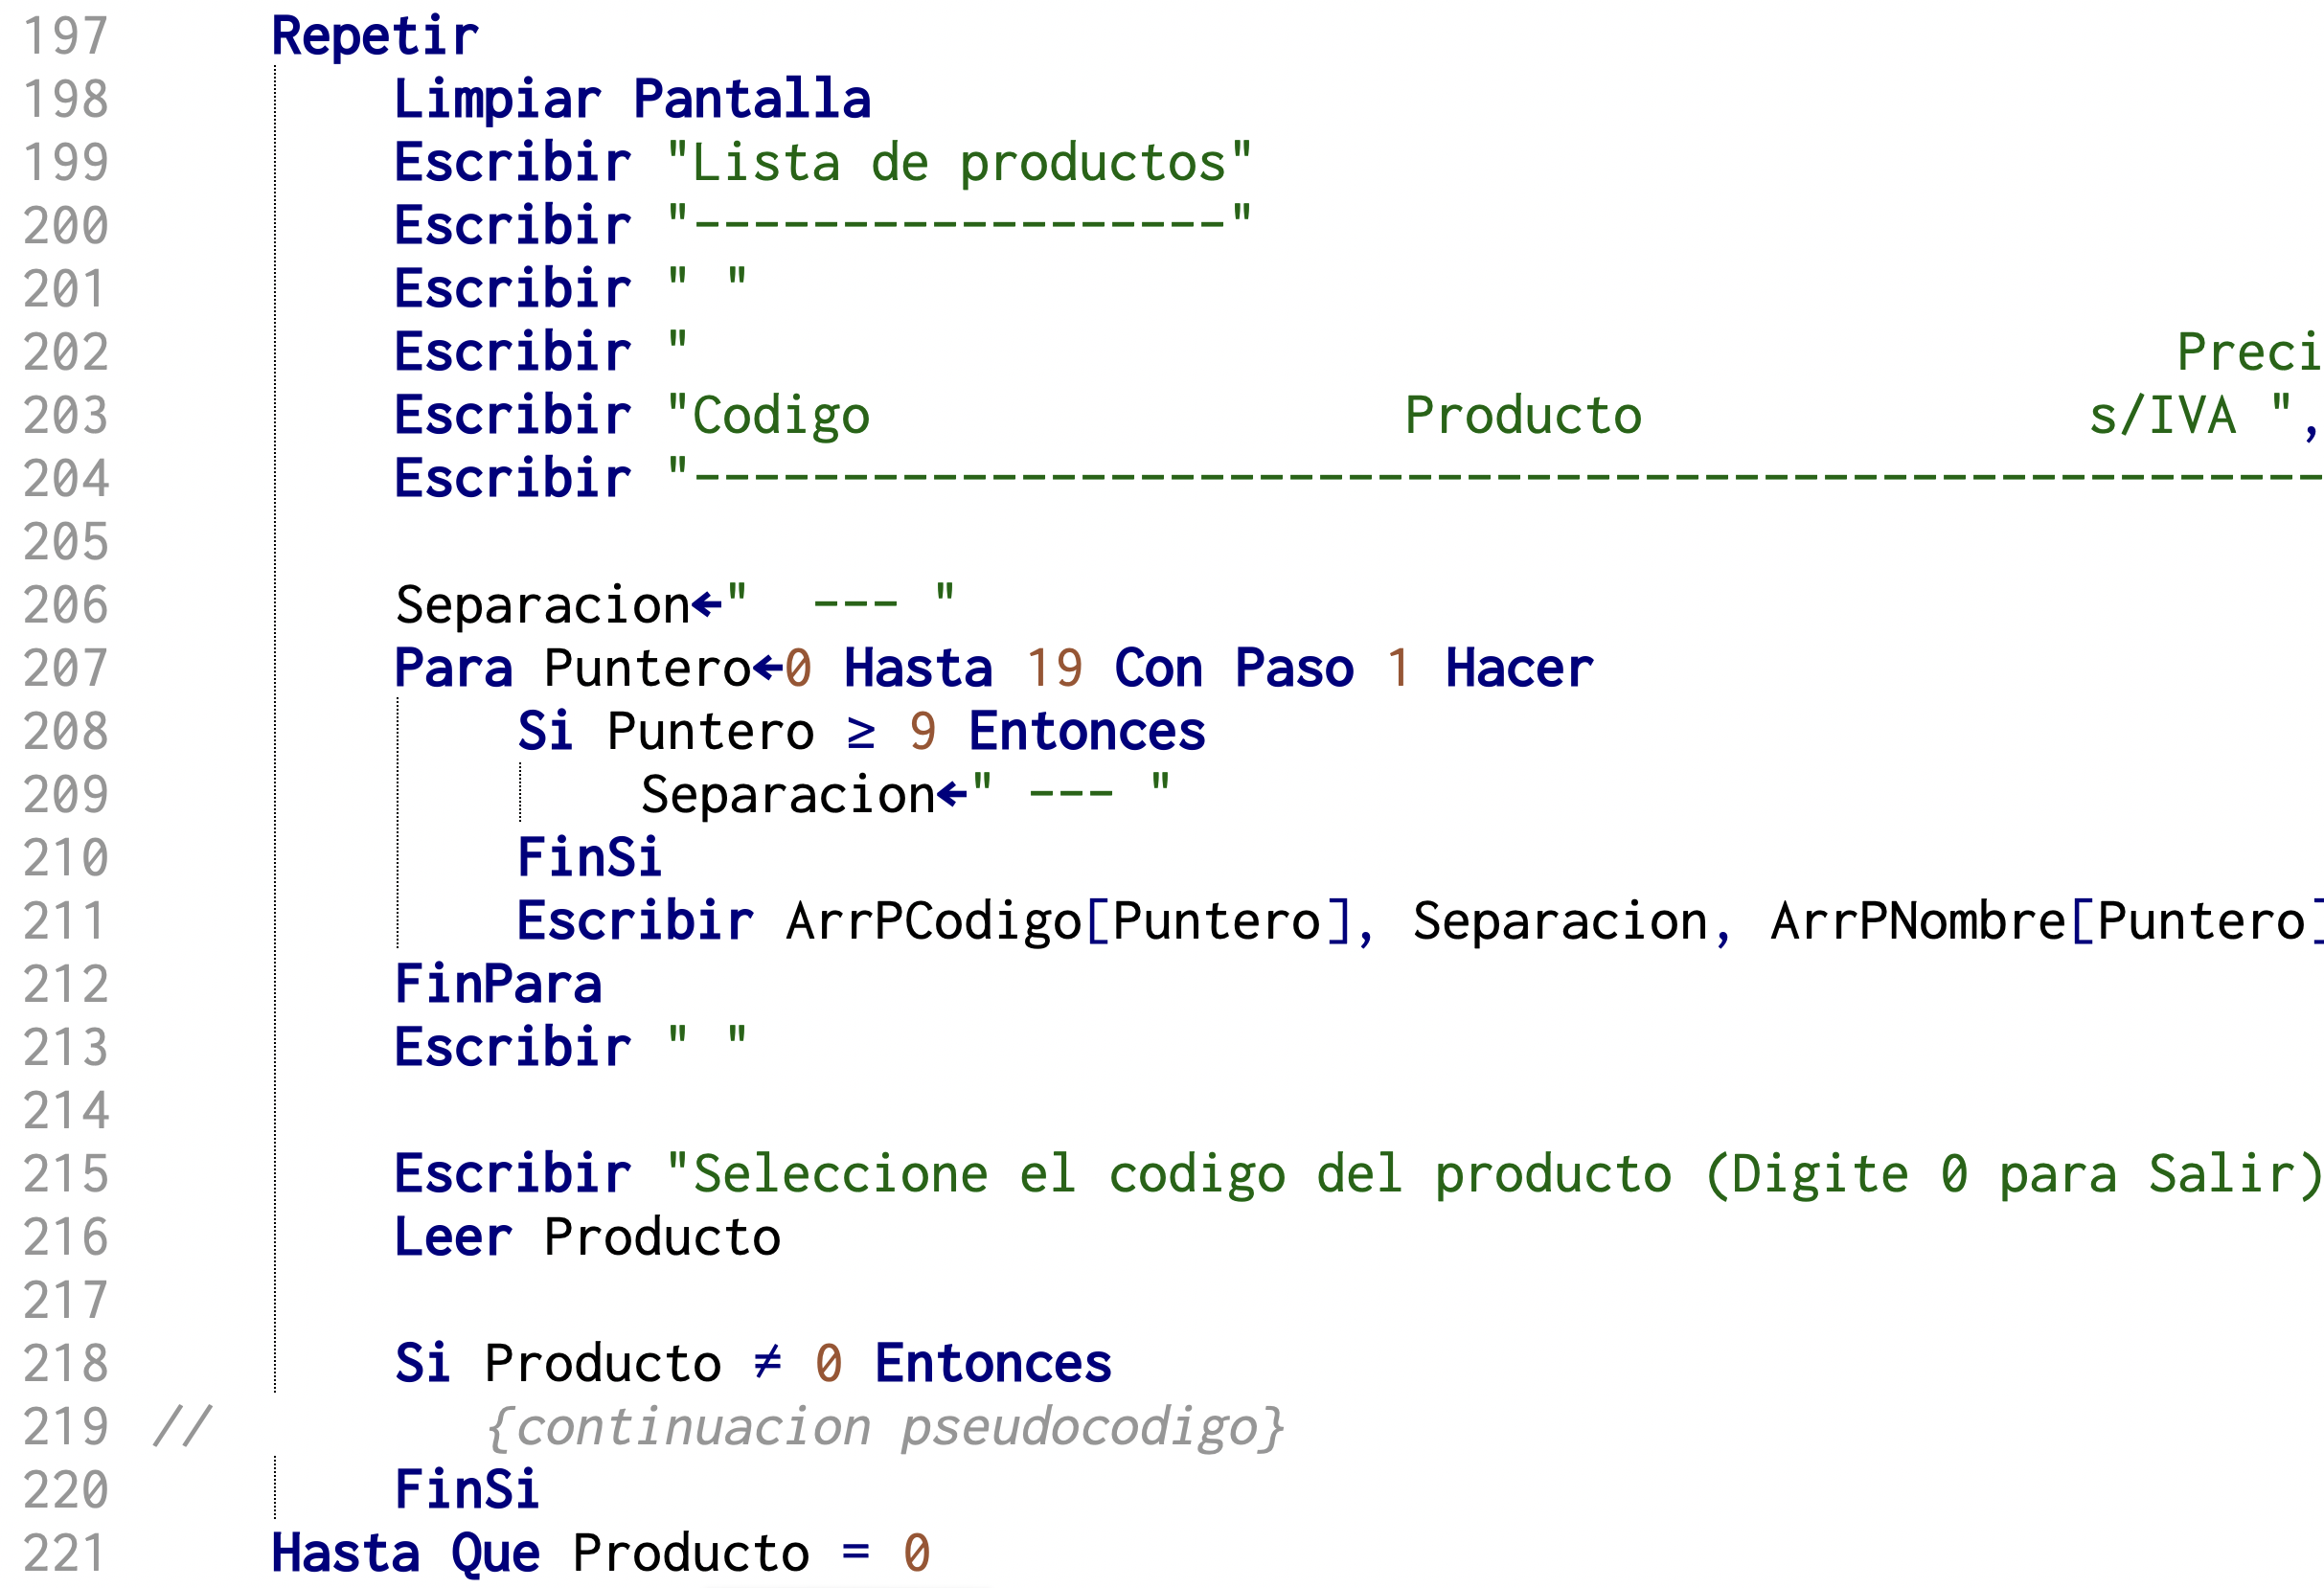 197 Repetir
198 Limpiar Pantalla
199 Escribir "Lista de productos"
200 Escribir "------------------"
201 Escribir " "
202 Escribir " Preci
203 Escribir "Codigo Producto s/IVA ",
204 Escribir "-------------------------------------------------------
205
206 Separacion←"  --- "
207 Para Puntero←0 Hasta 19 Con Paso 1 Hacer
208 Si Puntero ≥ 9 Entonces
209 Separacion←" --- "
210 FinSi
211 Escribir ArrPCodigo[Puntero], Separacion, ArrPNombre[Puntero]
212 FinPara
213 Escribir " "
214
215 Escribir "Seleccione el codigo del producto (Digite 0 para Salir)
216 Leer Producto
217
218 Si Producto ≠ 0 Entonces
219 // {continuacion pseudocodigo}
220 FinSi
221 Hasta Que Producto = 0